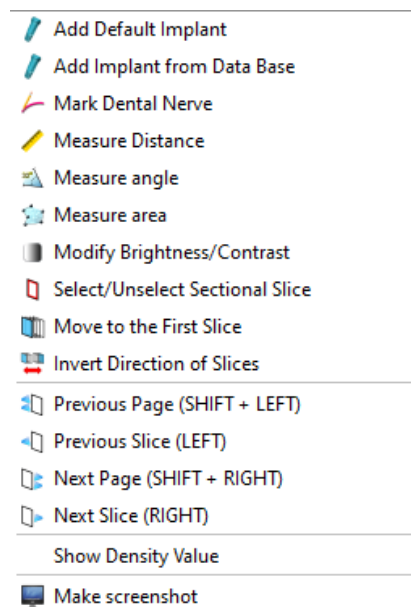 Add Default Implant
Add Implant from Data Base
Mark Dental Nerve
Measure Distance
Measure angle
Measure area
Modify Brightness/Contrast
Select/Unselect Sectional Slice
Move to the First Slice
Invert Direction of Slices
Previous Page (SHIFT + LEFT)
Previous Slice (LEFT)
Next Page (SHIFT + RIGHT)
Next Slice (RIGHT)
Show Density Value
Make screenshot